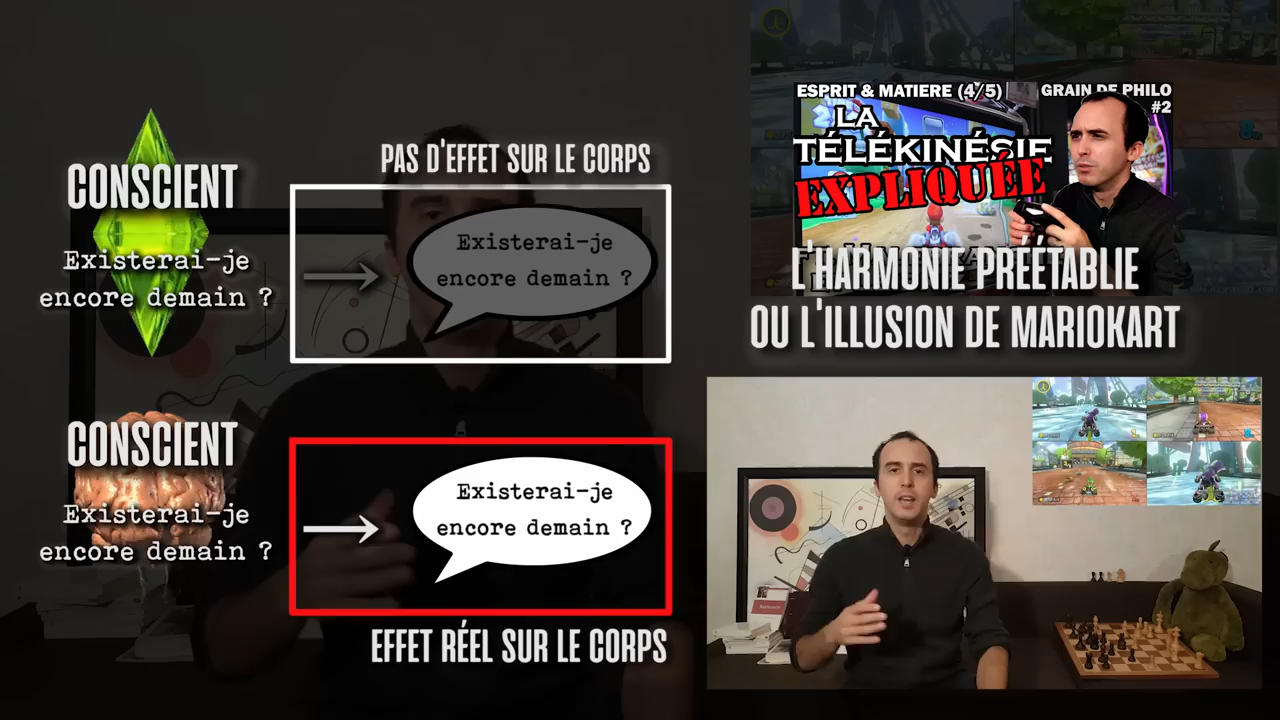 CONSCIENT
Existerai-je
encore demain ?
PAS D'EFFET SUR LE CORPS
Existerai-je
encore demain ?
CONSCIENT
Existerai-je
encore demain ?
Existerai-je
encore demain ?
EFFET RÉEL SUR LE CORPS
ESPRIT & MATIERE (4/5)
GRAIN DE PHILO
#2
LA
TÉLÉKINÉSIE
EXPLIQUÉE
L'HARMONIE PRÉÉTABLIE
OU L'ILLUSION DE MARIOKART